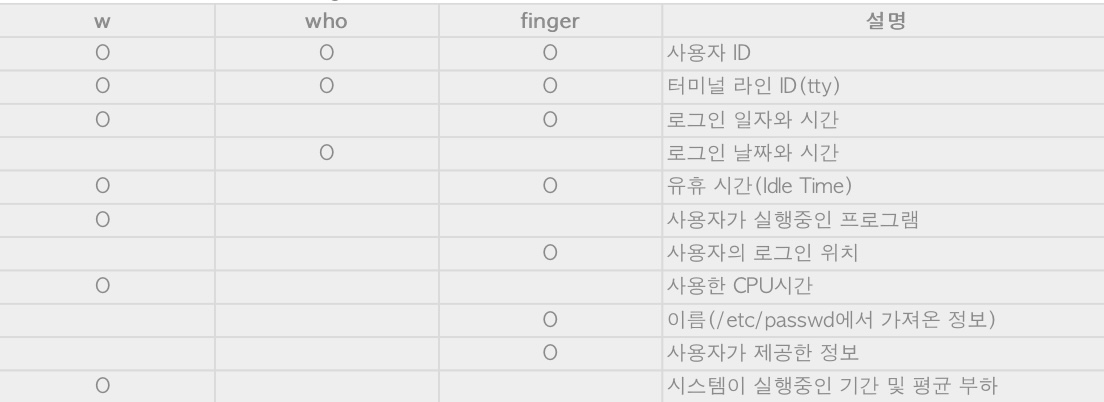 w who finger 설명
O O O 사용자 ID
O O O 터미널 라인 ID(tty)
O O 로그인 일자와 시간
O 로그인 날짜와 시간
O O 유휴 시간(Idle Time)
O 사용자가 실행중인 프로그램
O 사용자의 로그인 위치
O 사용한 CPU시간
O 이름(/etc/passwd에서 가져온 정보)
O 사용자가 제공한 정보
O 시스템이 실행중인 기간 및 평균 부하